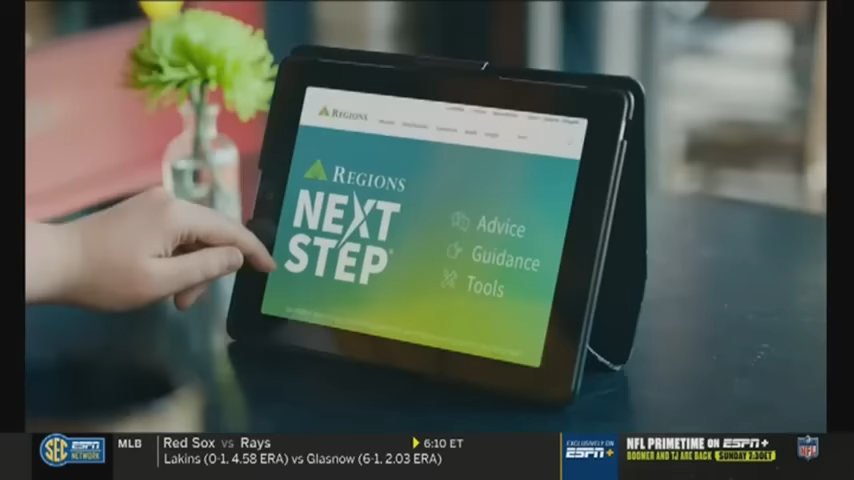 REGIONS
REGIONS
NEXT
STEP®
Advice
Guidance
Tools
SEC ESPN NETWORK
MLB
Red Sox vs Rays
6:10 ET
Lakins (0-1, 4.58 ERA) vs Glasnow (6-1, 2.03 ERA)
EXCLUSIVELY ON
ESPN+
NFL PRIMETIME ON ESPN+
BOOMER AND TJ ARE BACK SUNDAY 7:30ET
NFL